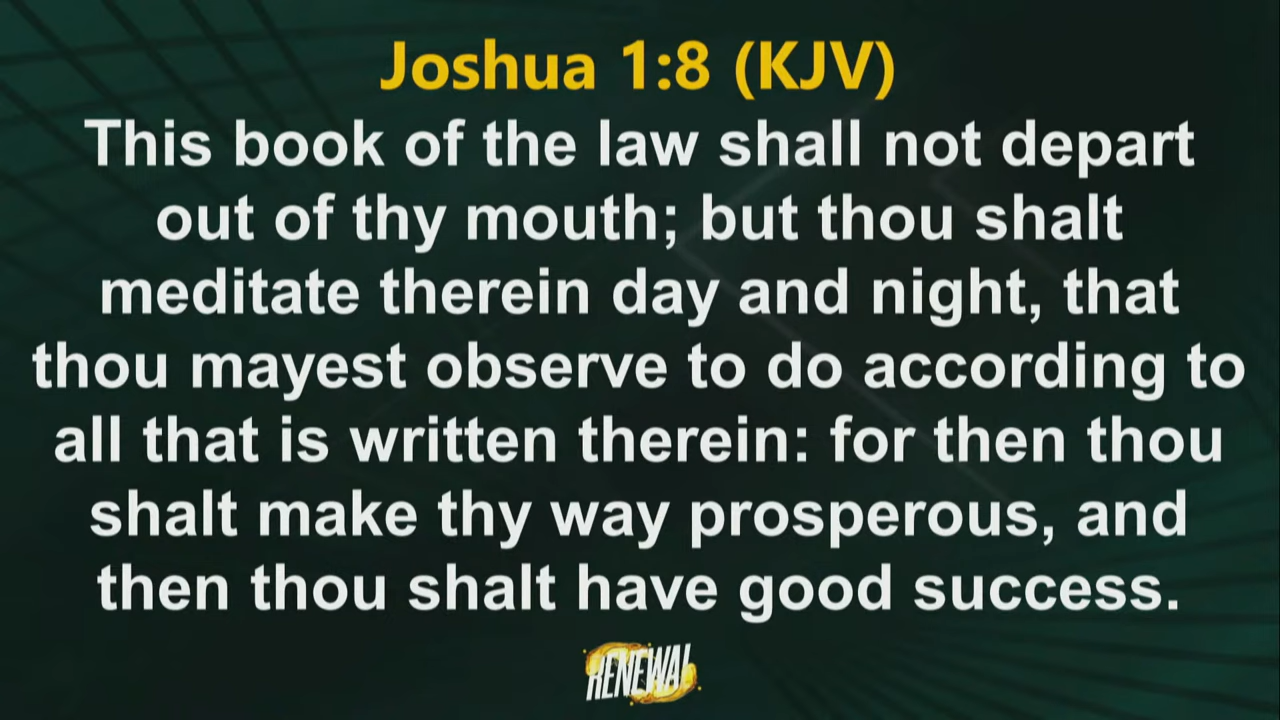 Joshua 1:8 (KJV)
This book of the law shall not depart
out of thy mouth; but thou shalt
meditate therein day and night, that
thou mayest observe to do according to
all that is written therein: for then thou
shalt make thy way prosperous, and
then thou shalt have good success.
RENEWAL